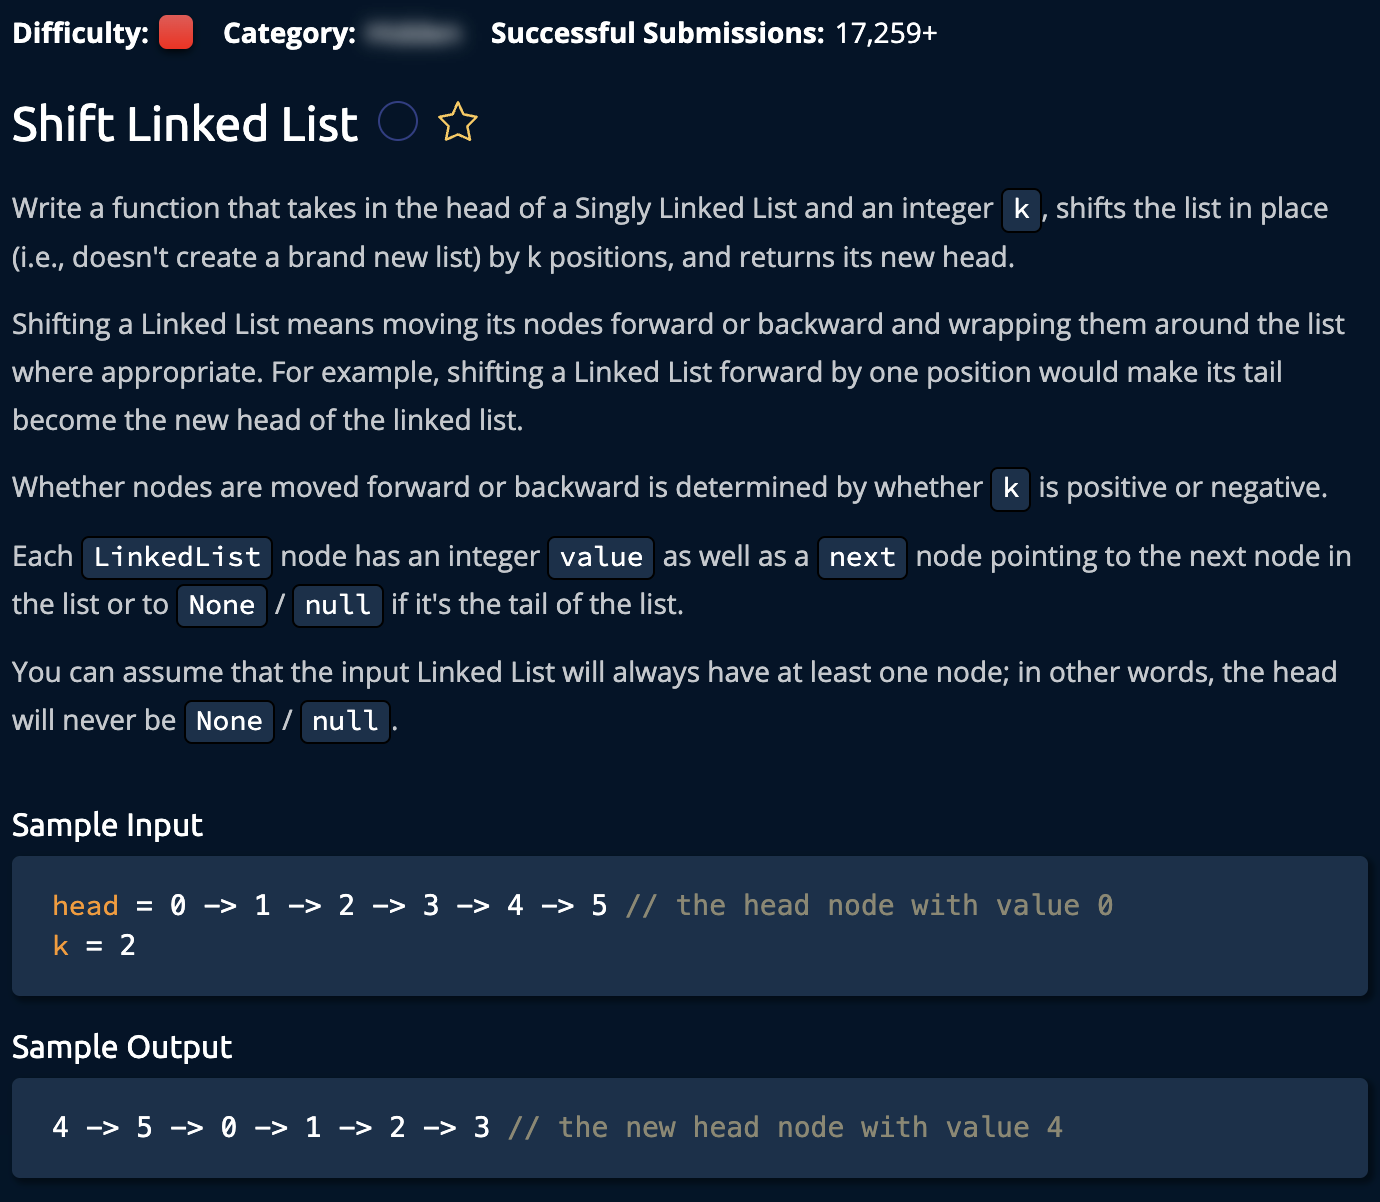 Difficulty: Category: Successful Submissions: 17,259+
Shift Linked List
Write a function that takes in the head of a Singly Linked List and an integer k, shifts the list in place
(i.e., doesn't create a brand new list) by k positions, and returns its new head.
Shifting a Linked List means moving its nodes forward or backward and wrapping them around the list
where appropriate. For example, shifting a Linked List forward by one position would make its tail
become the new head of the linked list.
Whether nodes are moved forward or backward is determined by whether k is positive or negative.
Each LinkedList node has an integer value as well as a next node pointing to the next node in
the list or to None / null if it's the tail of the list.
You can assume that the input Linked List will always have at least one node; in other words, the head
will never be None / null.
Sample Input
head = 0 -> 1 -> 2 -> 3 -> 4 -> 5 // the head node with value 0
k = 2
Sample Output
4 -> 5 -> 0 -> 1 -> 2 -> 3 // the new head node with value 4